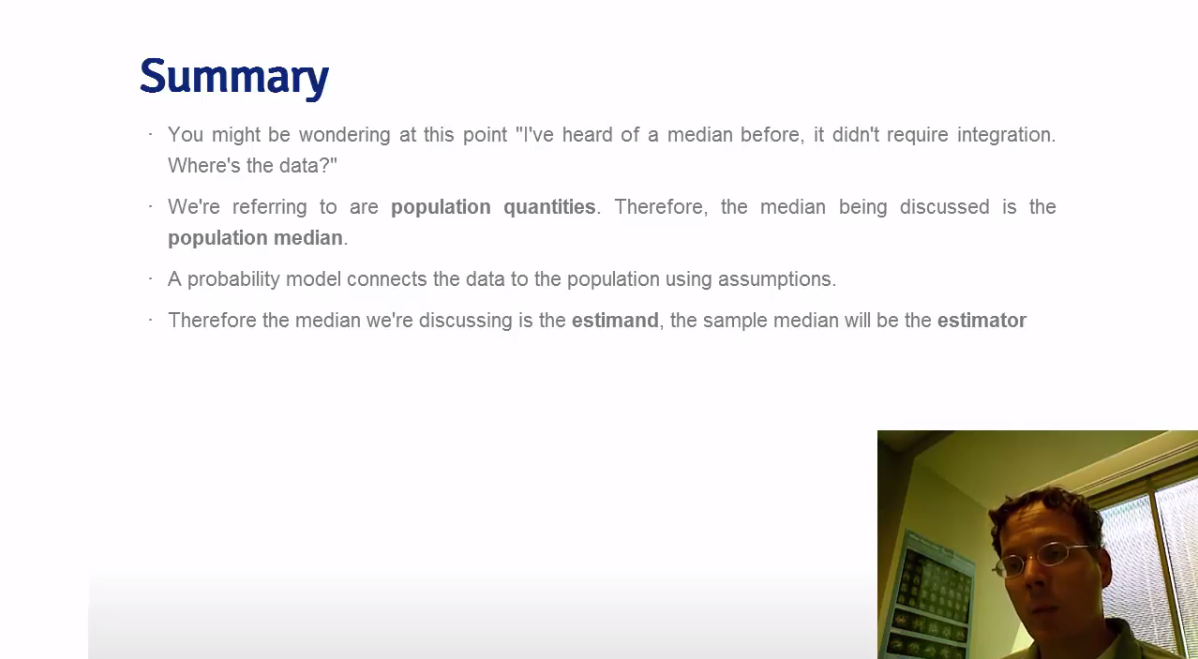 Summary
· You might be wondering at this point "I've heard of a median before, it didn't require integration.
Where's the data?"
· We're referring to are population quantities. Therefore, the median being discussed is the
population median.
· A probability model connects the data to the population using assumptions.
· Therefore the median we're discussing is the estimand, the sample median will be the estimator